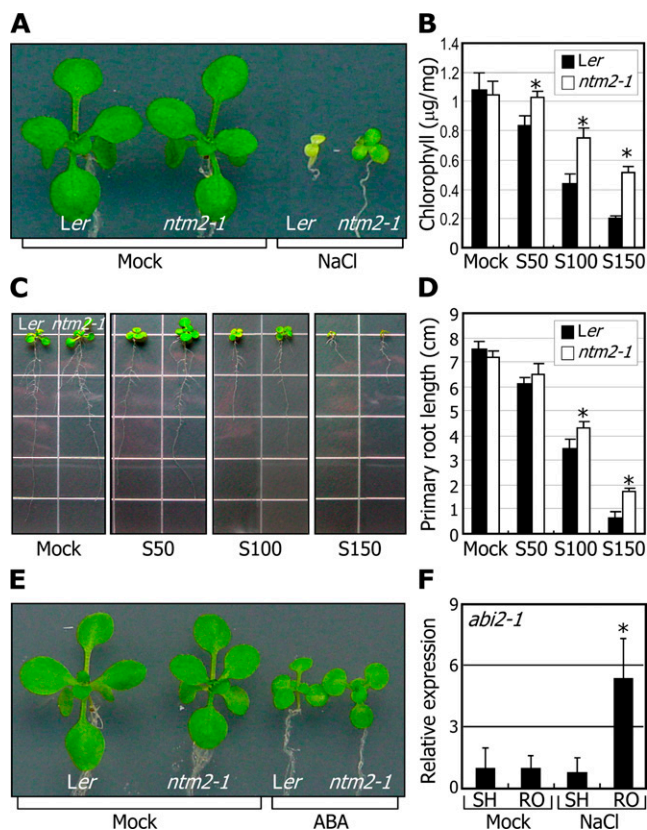 A
Ler
ntm2-1
Ler
ntm2-1
Mock
NaCl
B
Chlorophyll (µg/mg)
1.4
1.2
1
0.8
0.6
0.4
0.2
0
Ler
ntm2-1
*
*
*
Mock S50 S100 S150
C
Ler ntm2-1
Mock
S50
S100
S150
D
Primary root length (cm)
9
8
7
6
5
4
3
2
1
0
Ler
ntm2-1
*
*
Mock S50 S100 S150
E
Ler
ntm2-1
Ler
ntm2-1
Mock
ABA
F
Relative expression
9
6
3
0
abi2-1
*
SH RO SH RO
Mock NaCl